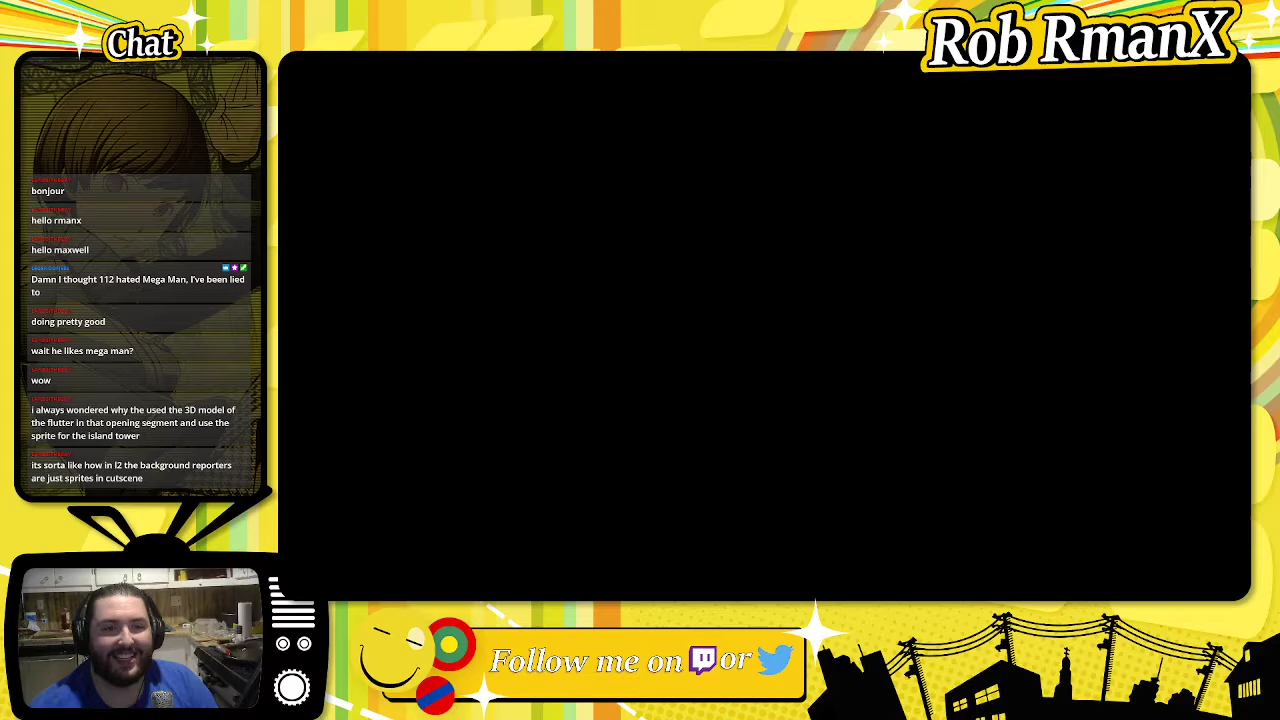 Chat
Rob RmanX
bonjour
hello rmanx
hello maxwell
Damn I thought 112 hated Mega Man, I've been lied
to
doing pretty good
wait he likes mega man?
wow
i always wondered why the used the 3D model of
the flutter in that opening segment and use the
sprite for the island tower
its sorta like how in l2 the background reporters
are just sprites in cutscene
Follow me on or